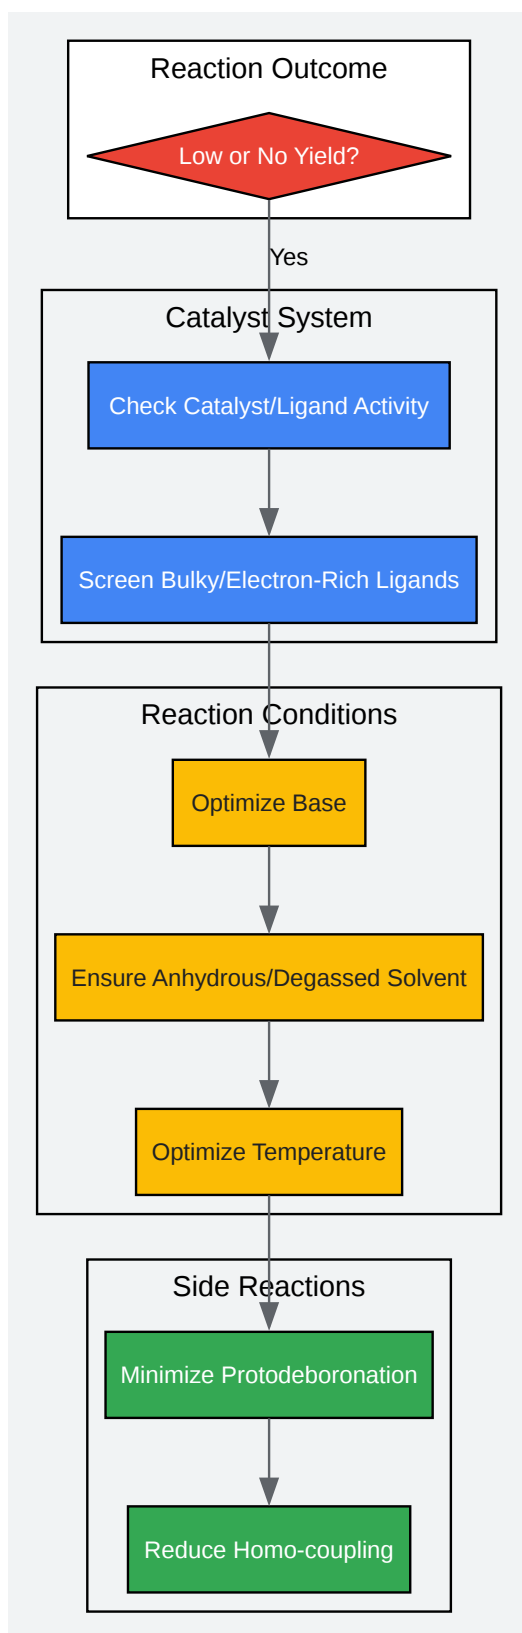 Reaction Outcome
Low or No Yield?
Yes
Catalyst System
Check Catalyst/Ligand Activity
Screen Bulky/Electron-Rich Ligands
Reaction Conditions
Optimize Base
Ensure Anhydrous/Degassed Solvent
Optimize Temperature
Side Reactions
Minimize Protodeboronation
Reduce Homo-coupling